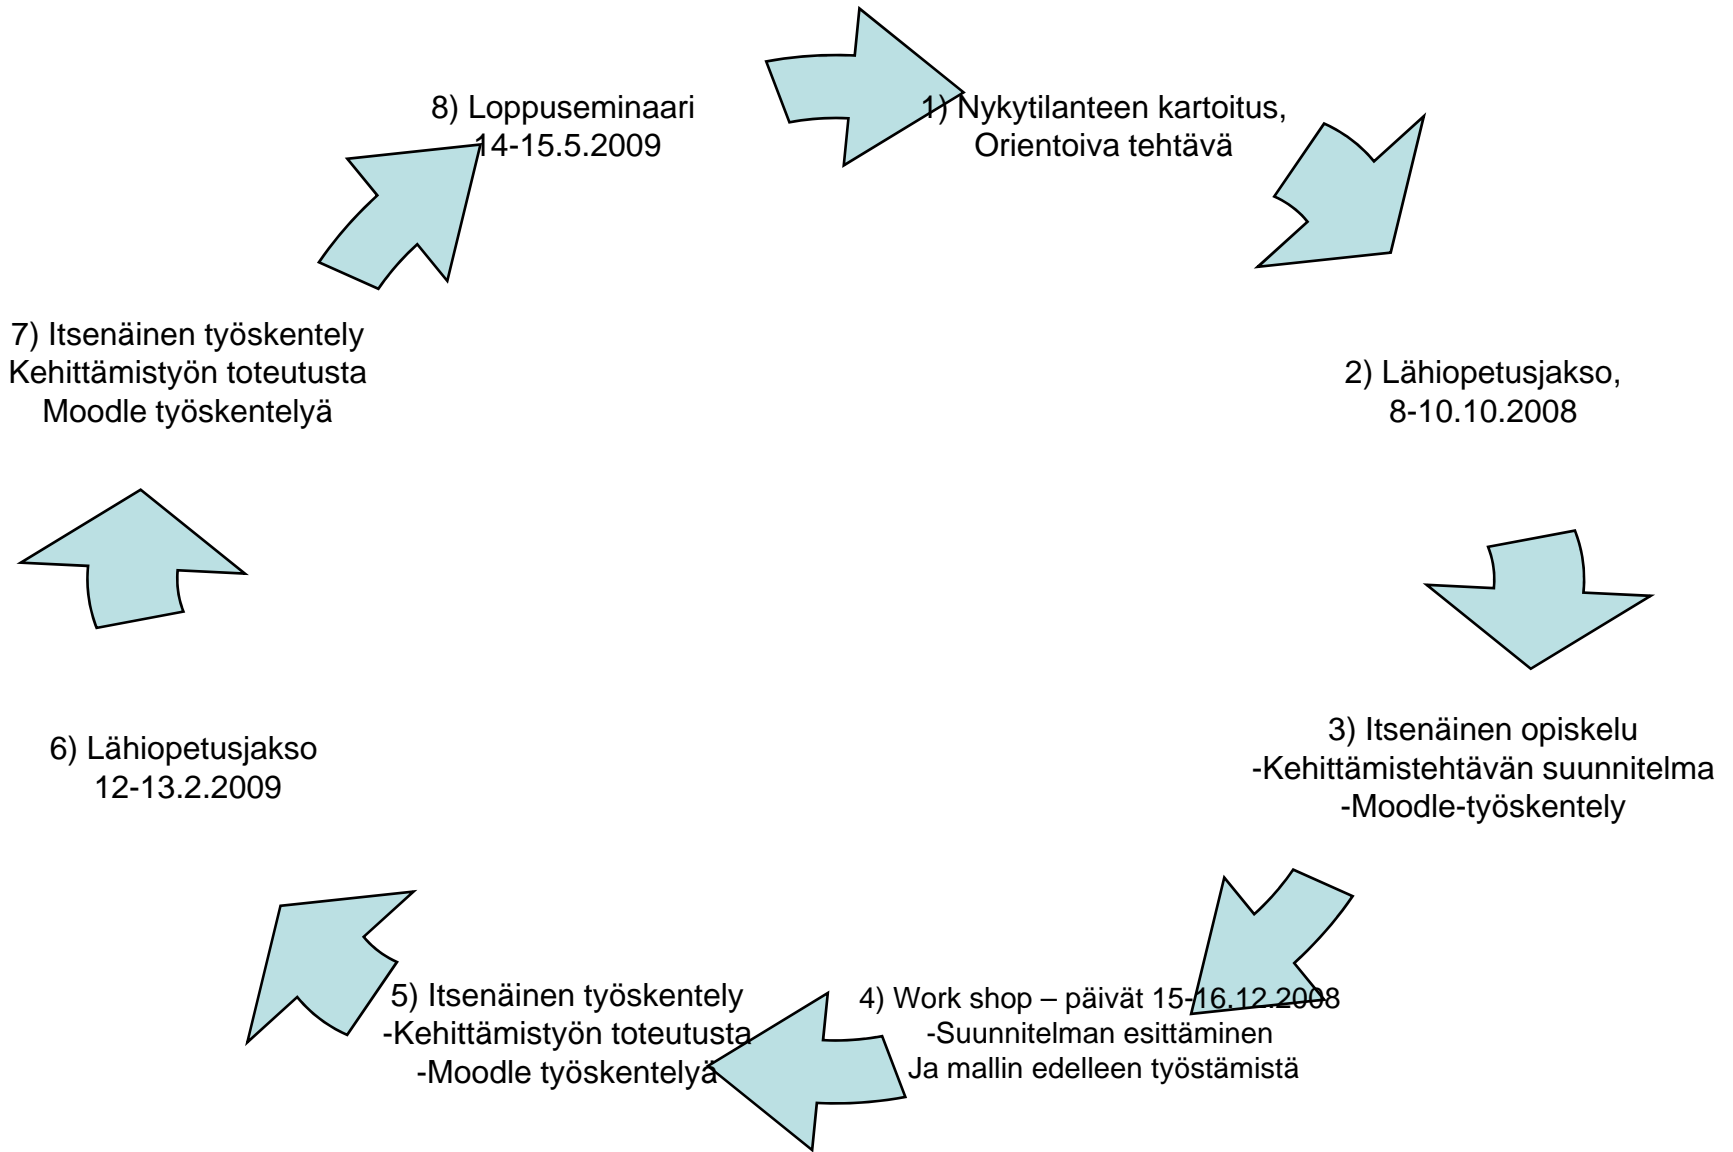 1) Nykytilanteen kartoitus,
Orientoiva tehtävä
2) Lähiopetusjakso,
8-10.10.2008
3) Itsenäinen opiskelu
-Kehittämistehtävän suunnitelma
-Moodle-työskentely
4) Work shop – päivät 15-16.12.2008
-Suunnitelman esittäminen
Ja mallin edelleen työstämistä
5) Itsenäinen työskentely
-Kehittämistyön toteutusta
-Moodle työskentelyä
6) Lähiopetusjakso
12-13.2.2009
7) Itsenäinen työskentely
Kehittämistyön toteutusta
Moodle työskentelyä
8) Loppuseminaari
14-15.5.2009